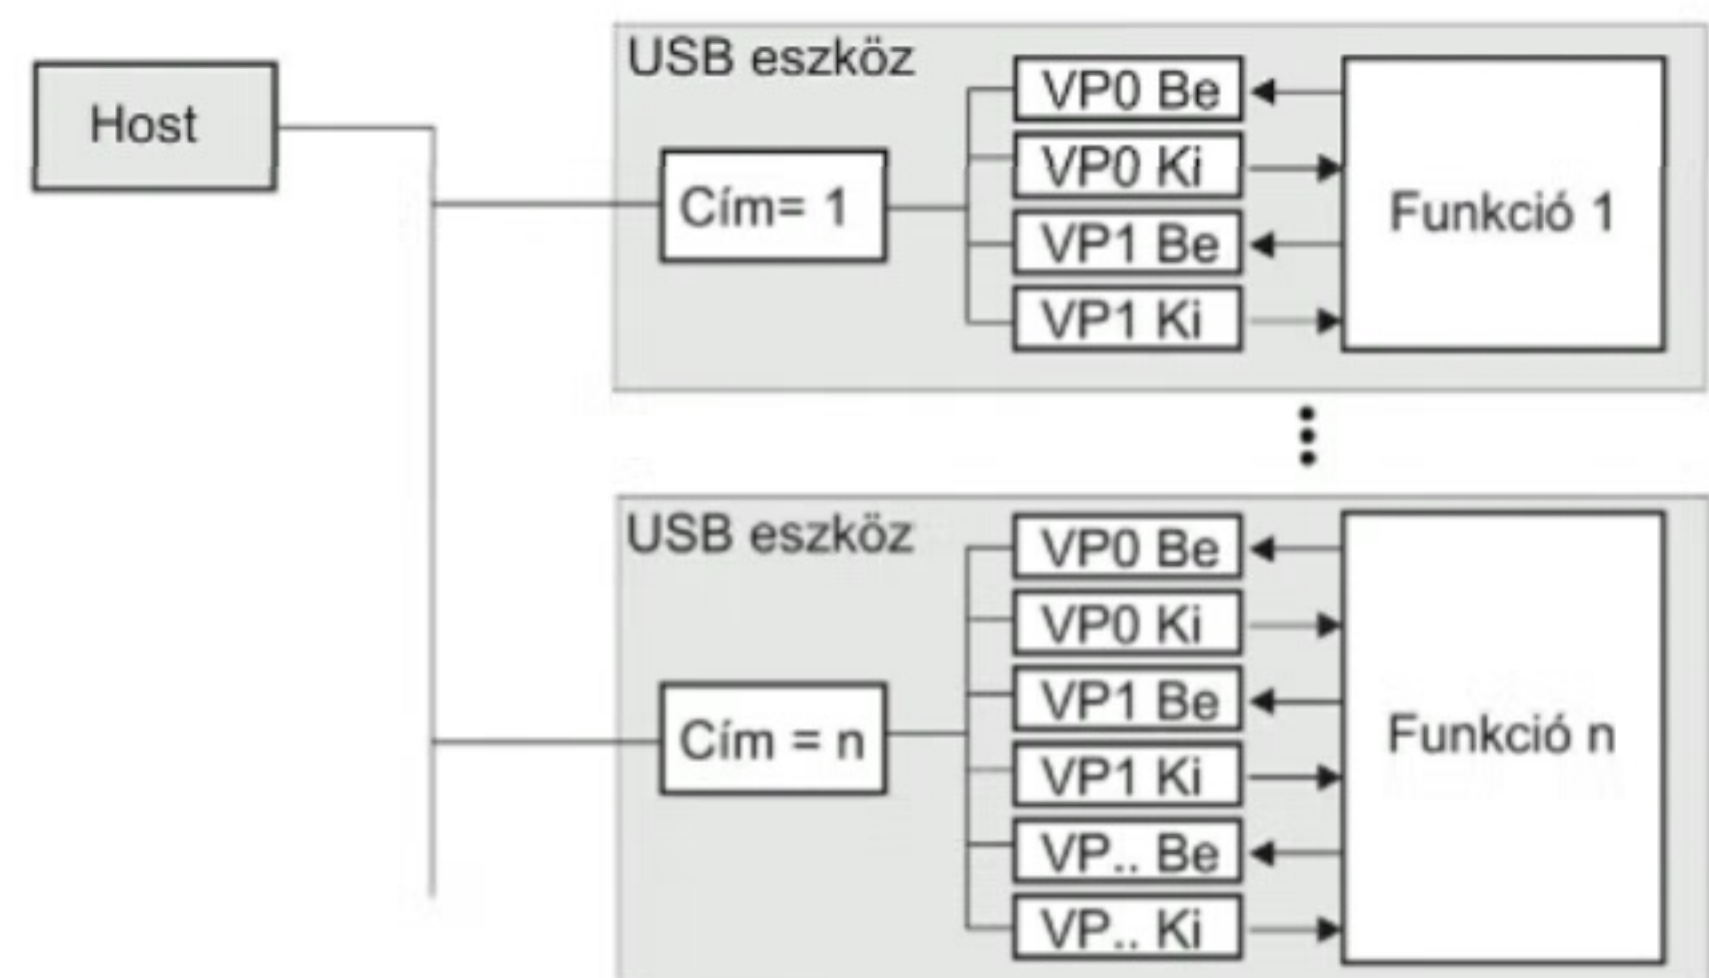 Host
USB eszköz
Cím= 1
VP0 Be
VP0 Ki
VP1 Be
VP1 Ki
Funkció 1
USB eszköz
Cím = n
VP0 Be
VP0 Ki
VP1 Be
VP1 Ki
VP.. Be
VP.. Ki
Funkció n